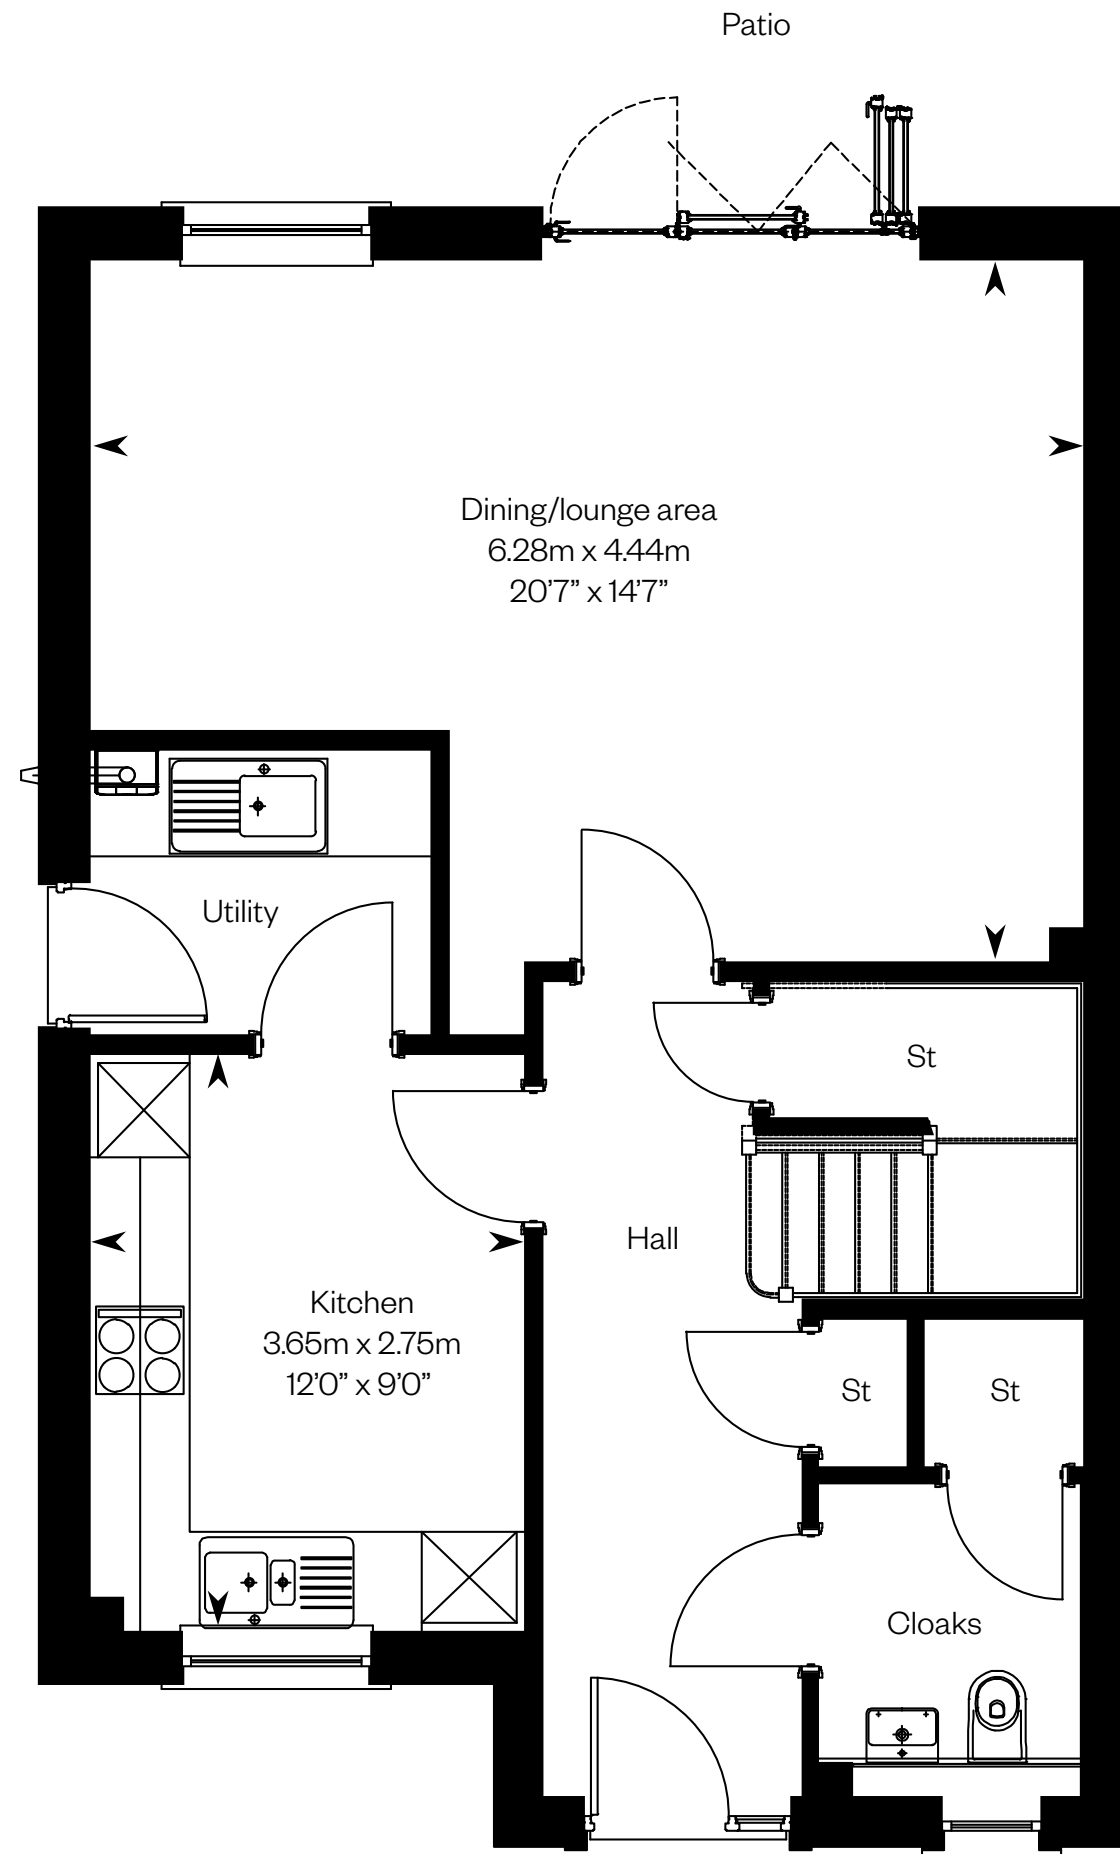 Patio
Dining/lounge area
6.28m x 4.44m
20’7” x 14’7”
Utility
St
Hall
Kitchen
3.65m x 2.75m
12’0” x 9’0”
St
St
Cloaks